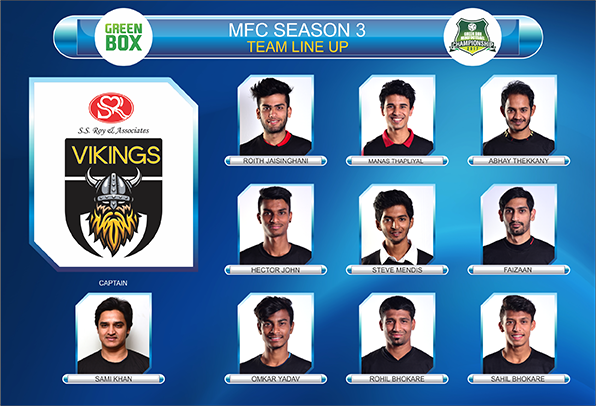 GREEN
BOX
MFC SEASON 3
TEAM LINE UP
CHAMPIONSHIP
SR
S.S. Roy & Associates
VIKINGS
ROITH JAISINGHANI
MANAS THAPLIYAL
ABHAY THEKKANY
HECTOR JOHN
STEVE MENDIS
FAIZAAN
CAPTAIN
SAMI KHAN
OMKAR YADAV
ROHIL BHOKARE
SAHIL BHOKARE